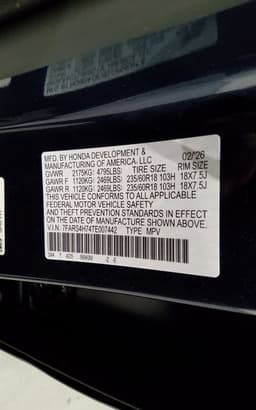 MFD. BY HONDA DEVELOPMENT & 02/26
MANUFACTURING OF AMERICA, LLC
GVWR 2175KG( 4795LBS) TIRE SIZE RIM SIZE
GAWR F 1120KG( 2469LBS) 235/60R18 103H 18X7.5J
GAWR R 1120KG( 2469LBS) 235/60R18 103H 18X7.5J
THIS VEHICLE CONFORMS TO ALL APPLICABLE
FEDERAL MOTOR VEHICLE SAFETY
AND THEFT PREVENTION STANDARDS IN EFFECT
ON THE DATE OF MANUFACTURE SHOWN ABOVE.
V.I.N. 7FARS4H74TE007442 TYPE MPV